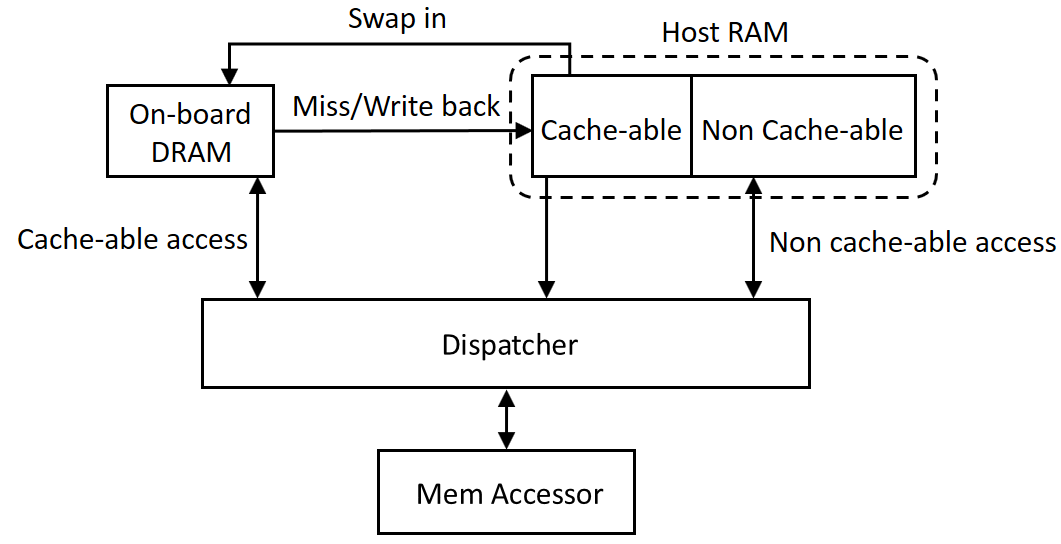 Swap in
Host RAM
On-board
DRAM
Miss/Write back
Cache-able
Non Cache-able
Cache-able access
Non cache-able access
Dispatcher
Mem Accessor